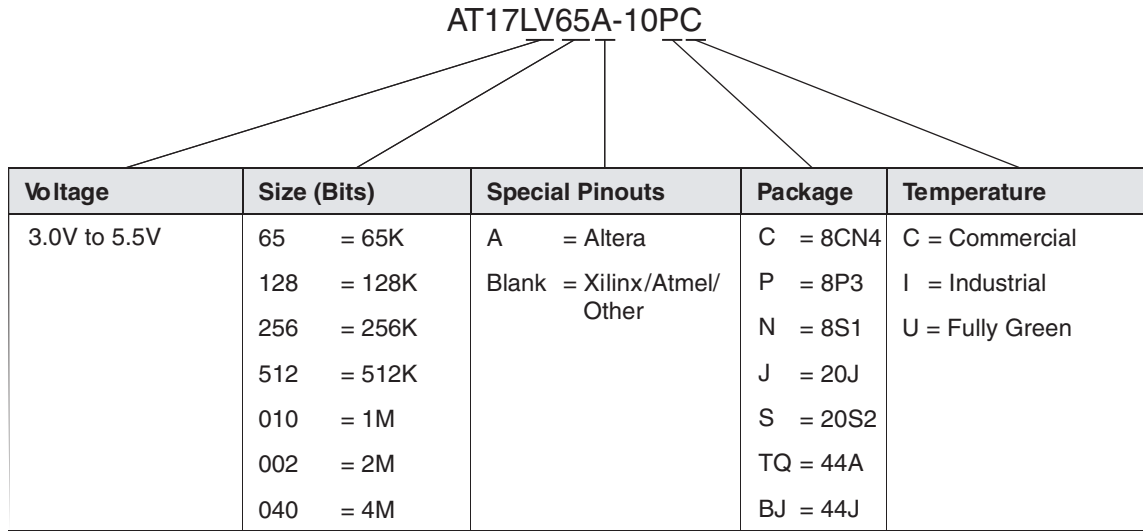 AT17LV65A-10PC
Voltage Size (Bits) Special Pinouts Package Temperature
3.0V to 5.5V 65 = 65K A = Altera C = 8CN4 C = Commercial
128 = 128K Blank = Xilinx/Atmel/ P = 8P3 I = Industrial
Other
256 = 256K N = 8S1 U = Fully Green
512 = 512K J = 20J
010 = 1M S = 20S2
002 = 2M TQ = 44A
040 = 4M BJ = 44J